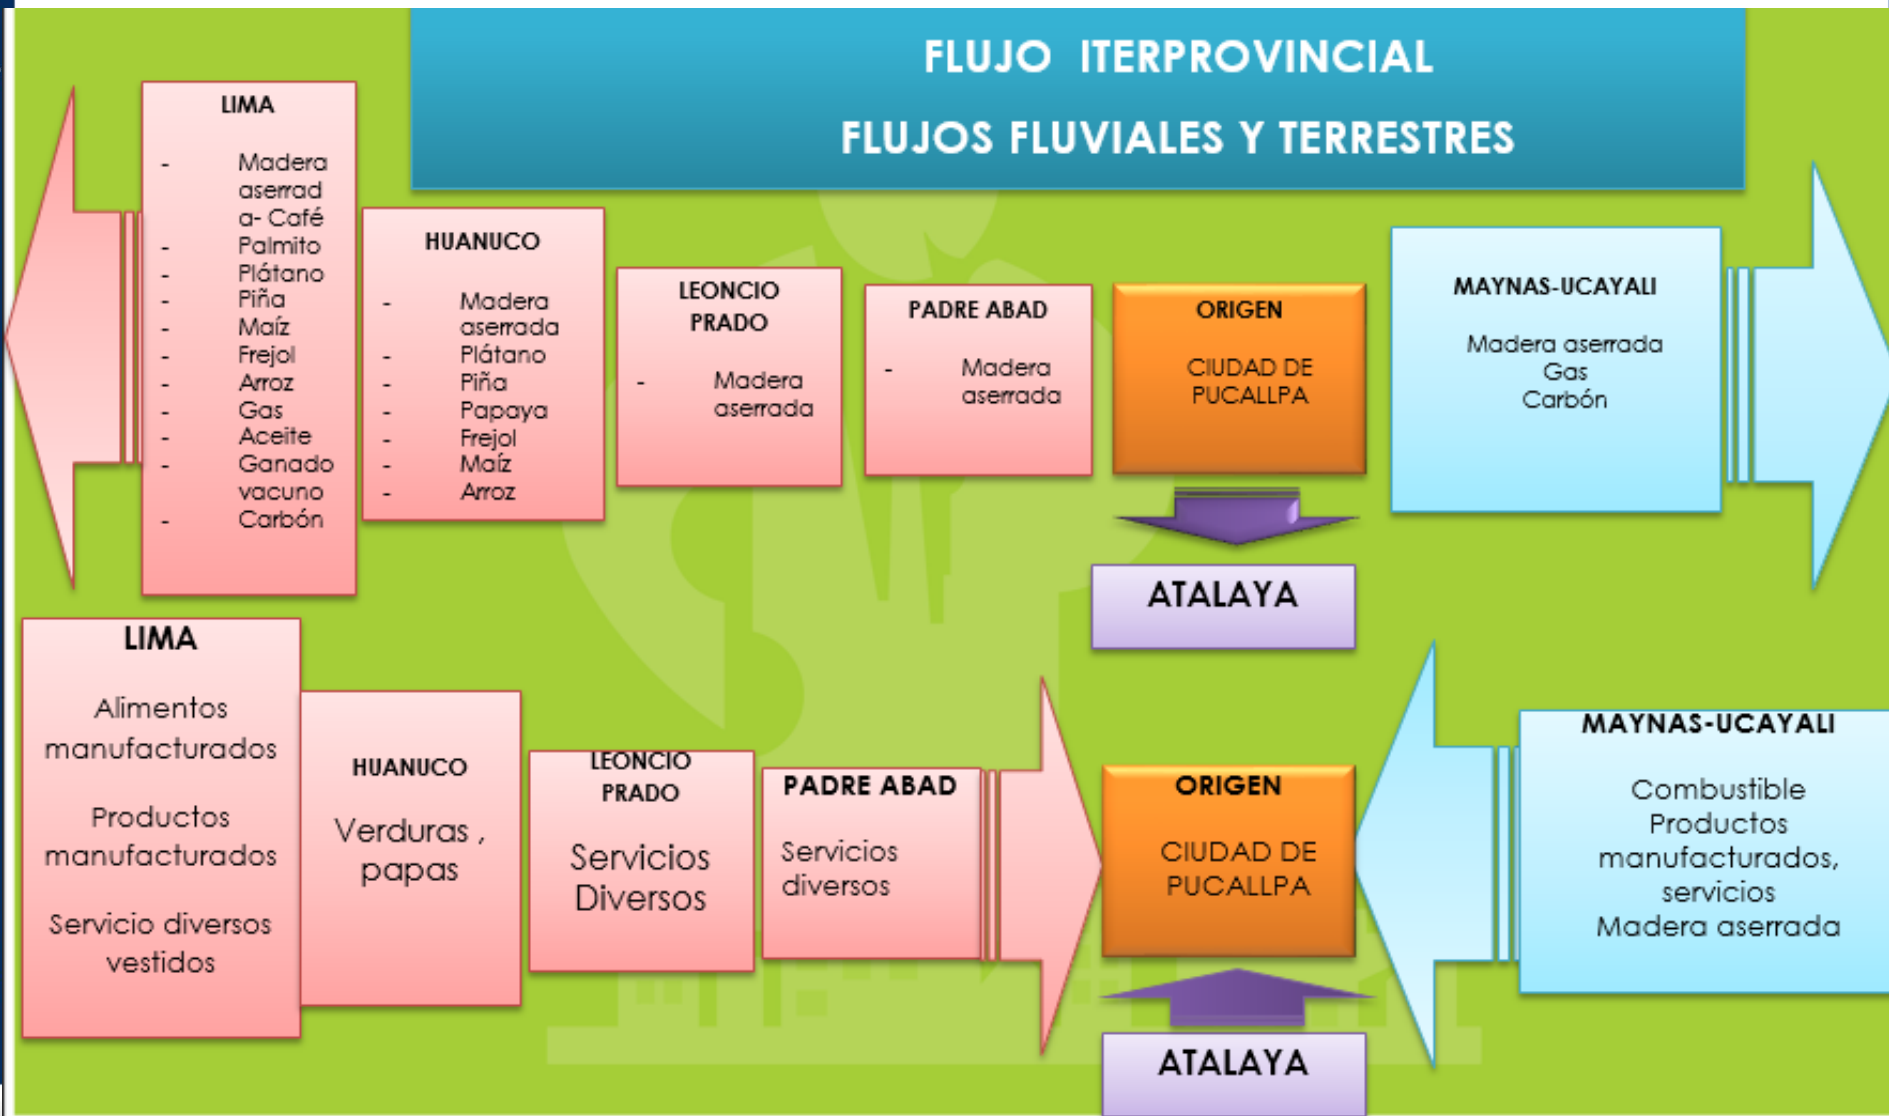 FLUJO ITERPROVINCIAL
FLUJOS FLUVIALES Y TERRESTRES
LIMA
- Madera
aserrad
a- Café
- Palmito
- Plátano
- Piña
- Maíz
- Frejol
- Arroz
- Gas
- Aceite
- Ganado
vacuno
- Carbón
HUANUCO
- Madera
aserrada
- Plátano
- Piña
- Papaya
- Frejol
- Maíz
- Arroz
LEONCIO
PRADO
- Madera
aserrada
PADRE ABAD
- Madera
aserrada
ORIGEN
CIUDAD DE
PUCALLPA
MAYNAS-UCAYALI
Madera aserrada
Gas
Carbón
ATALAYA
LIMA
Alimentos
manufacturados
Productos
manufacturados
Servicio diversos
vestidos
HUANUCO
Verduras ,
papas
LEONCIO
PRADO
Servicios
Diversos
PADRE ABAD
Servicios
diversos
ORIGEN
CIUDAD DE
PUCALLPA
MAYNAS-UCAYALI
Combustible
Productos
manufacturados,
servicios
Madera aserrada
ATALAYA